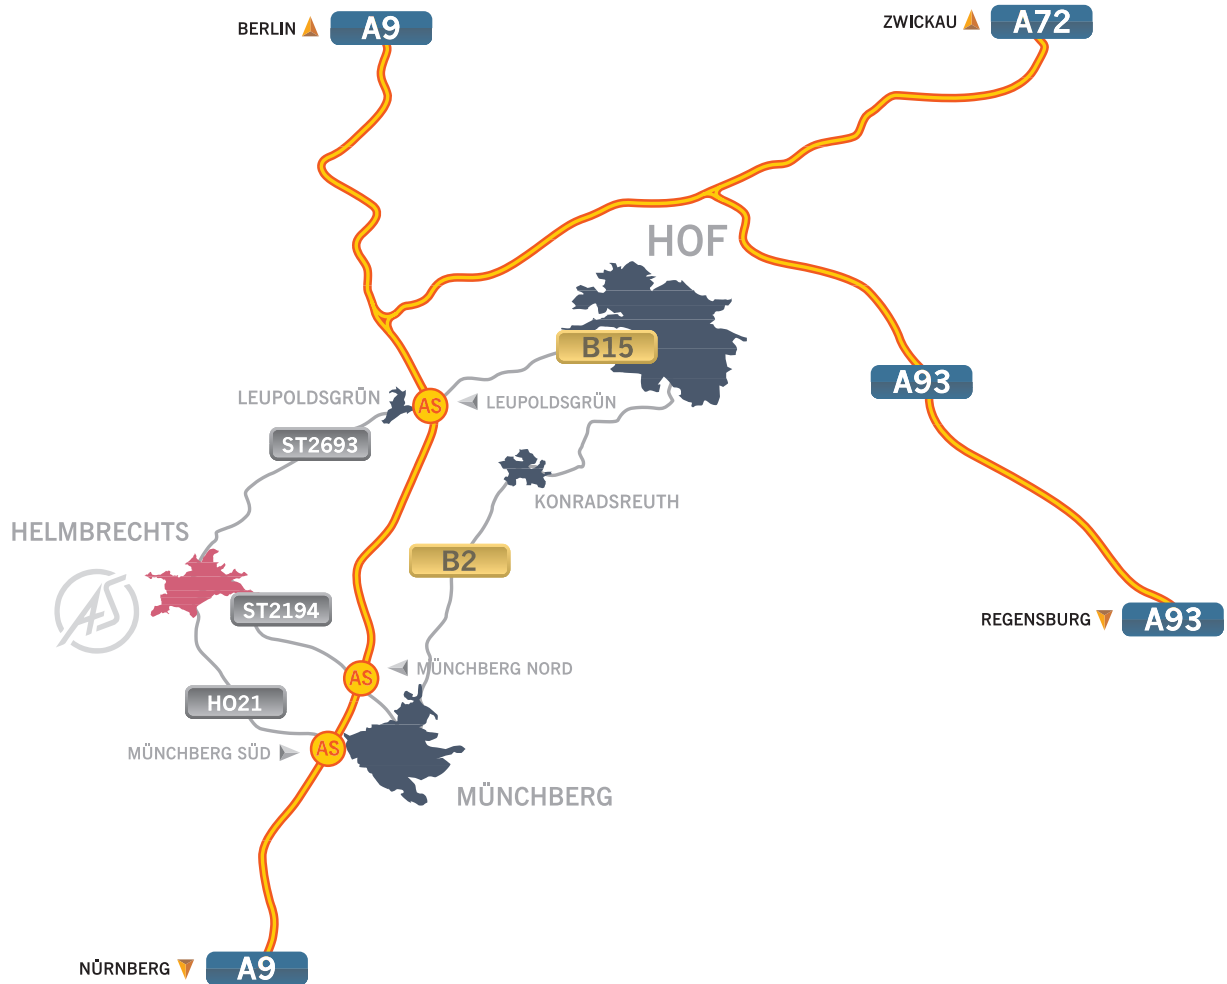 BERLIN
A9
ZWICKAU
A72
HOF
B15
A93
LEUPOLDSGRÜN
AS
LEUPOLDSGRÜN
ST2693
KONRADSREUTH
HELMBRECHTS
B2
AS
ST2194
REGENSBURG
A93
MÜNCHBERG NORD
AS
HO21
MÜNCHBERG SÜD
AS
MÜNCHBERG
NÜRNBERG
A9